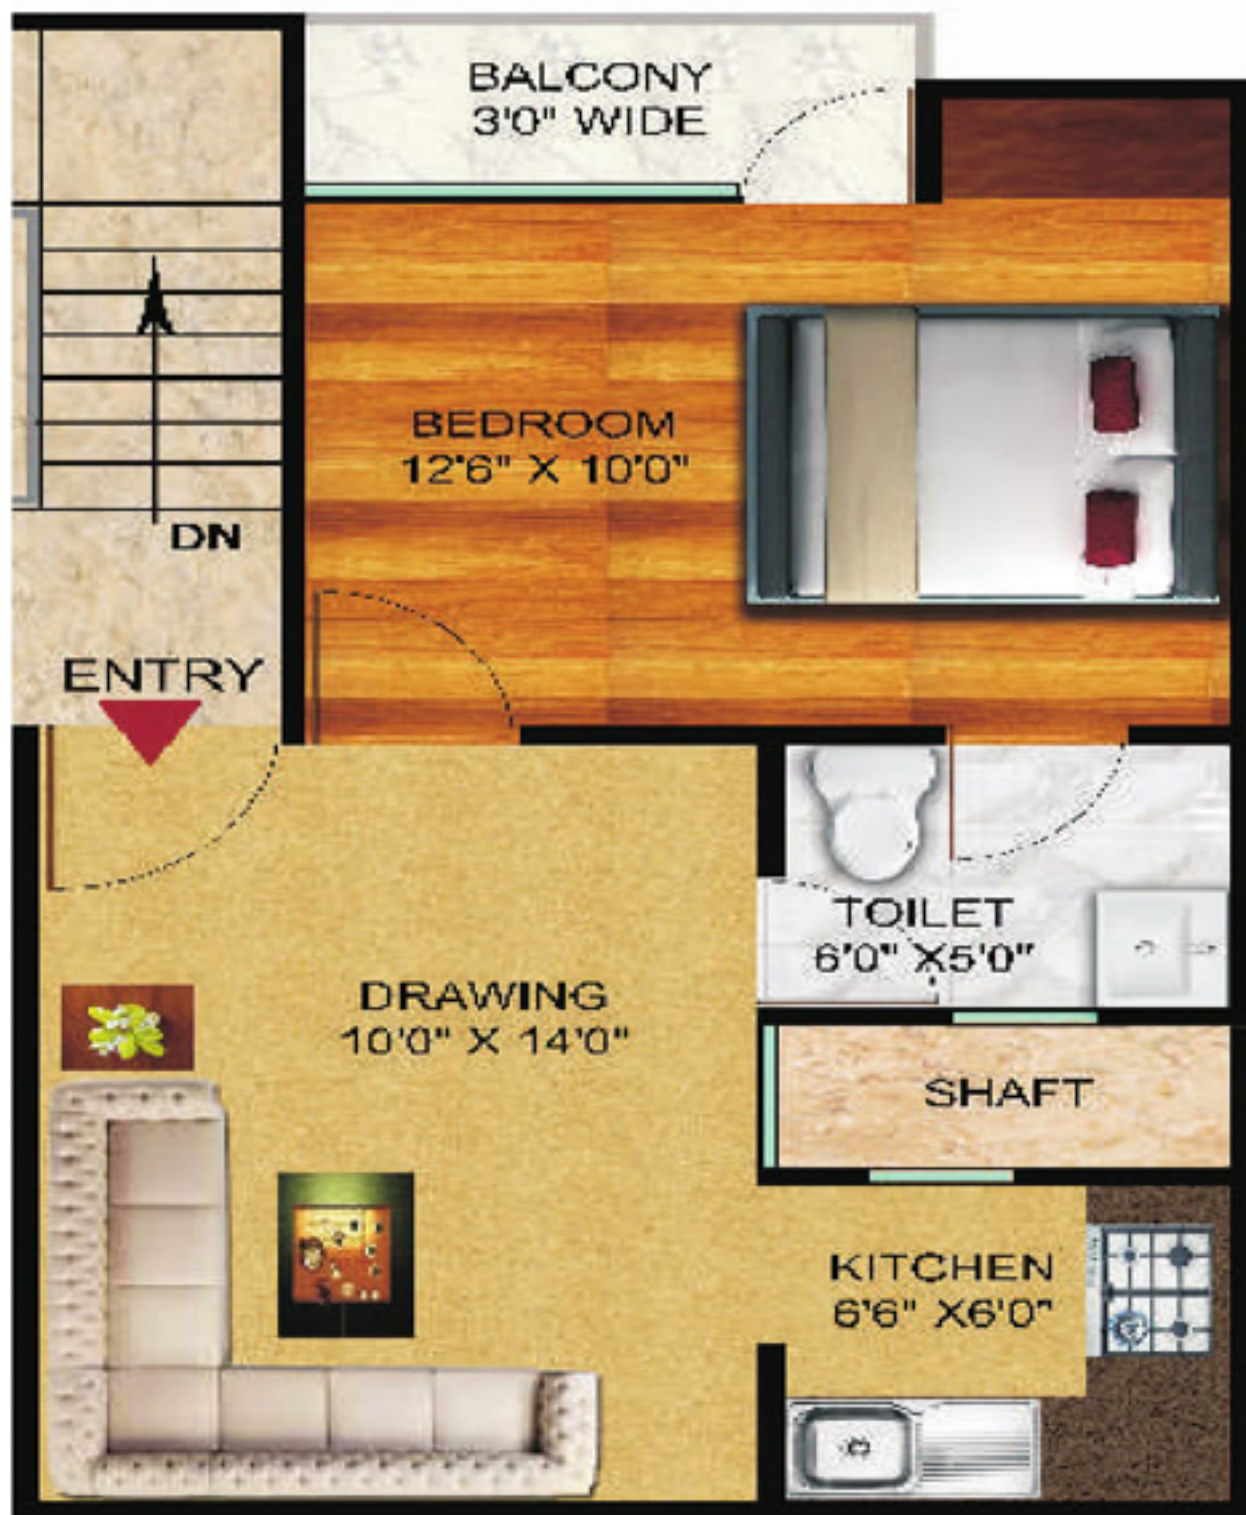 BALCONY
3'0" WIDE
BEDROOM
12'6" X 10'0"
DN
ENTRY
TOILET
6'0" X5'0"
DRAWING
10'0" X 14'0"
SHAFT
KITCHEN
6'6" X6'0"